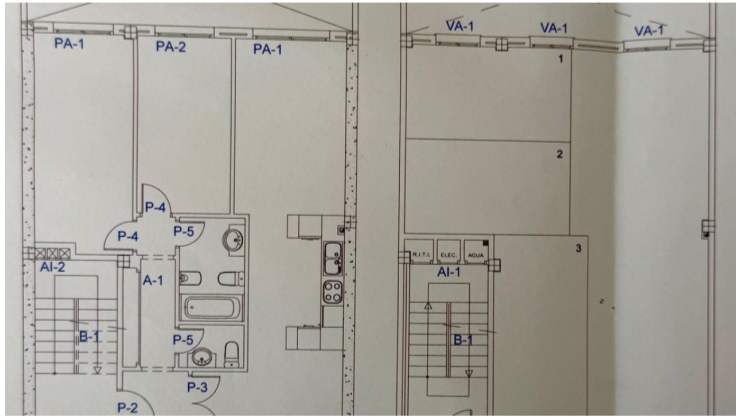 PA-1 PA-2 PA-1
P-4
P-4 P-5
AI-2 A-1
B-1
P-5
P-3
P-2
VA-1 VA-1 VA-1
1
2
3
R.I.T.I. ELEC. AGUA
AI-1
B-1